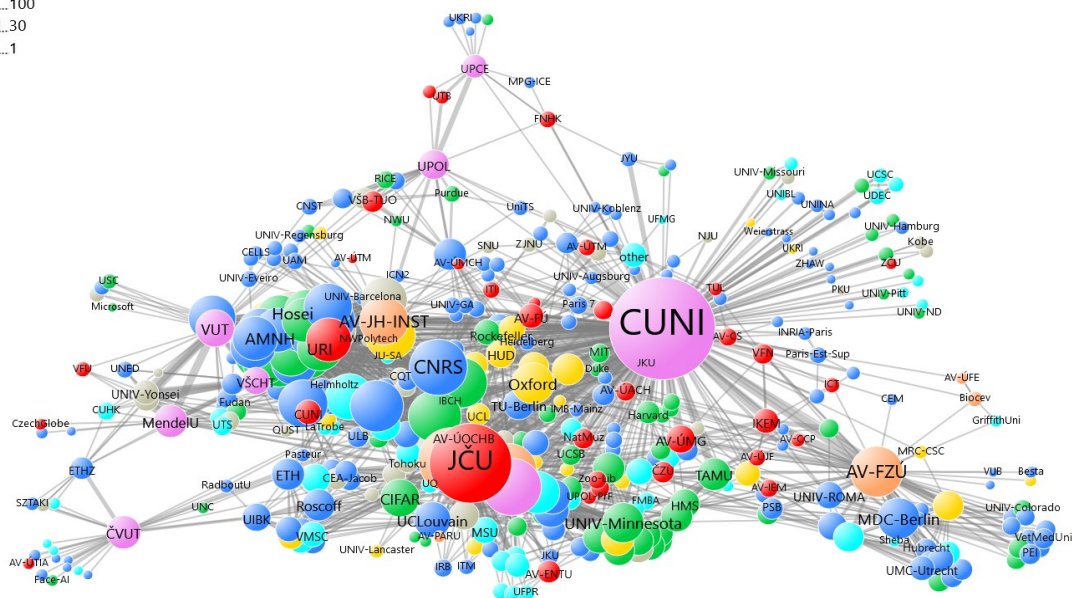 ...100
...30
...1
UKRI
UPCE
MPG-ICE
UTB
FNHK
UPOL
JYU
RICE
Purdue
UNIV-Missouri
UCSC
UNIBL
UDEC
CNST
VŠB-TUO
UniTS
UNIV-Koblenz
UNINA
NWU
UFMG
Weierstrass
UNIV-Hamburg
UNIV-Regensburg
SNU
ZJNU
AV-ÚTM
NJU
UKRI
Kobe
CELLS
UAM
AV-ÚTM
AV-ÚMCH
other
ZHAW
ZČU
UNIV-Eveiro
ICN2
UNIV-Augsburg
USC
ITI
TUL
PKU
UNIV-Pitt
Microsoft
UNIV-Barcelona
UNIV-GA
Paris 7
UNIV-ND
Hosei
AV-JH-INST
AV-FÚ
CUNI
VUT
AMNH
NWPolytech
Rockefeller
Heidelberg
AV-ČS
INRIA-Paris
URI
JU-SA
HUD
MIT
VFN
Paris-Est-Sup
VFU
UNED
CNRS
Duke
JKU
CQT
VŠCHT
Helmholtz
Oxford
ICT
AV-ÚFE
UNIV-Yonsei
AV-ÚACH
Biocev
Fudan
IBCH
TU-Berlin
IMB-Mainz
CEM
CUHK
CUNI
UCL
Harvard
CzechGlobe
MendelU
UTS
QUST
LaTrobe
IKEM
GriffithUni
ULB
AV-ÚOCHB
NatMuz
AV-ÚMG
AV-CCP
Pasteur
JČU
UCSB
AV-ÚJF
MRC-CSC
ETHZ
Tohoku
ETH
CEA-Jacob
UQ
Zoo-Lib
ČZU
TAMU
AV-FZÚ
VUB
Besta
RadboutU
AV-IEM
CIFAR
UPOL-PrF
FMBA
UNIV-ROMA
SZTAKI
UNC
Roscoff
HMS
PSB
UNIV-Colorado
UIBK
UCLouvain
UNIV-Minnesota
MDC-Berlin
ČVUT
VMSC
AV-PARÚ
MSU
Sheba
VetMedUni
UNIV-Lancaster
JKU
Hubrecht
PEI
AV-ÚTIA
IRB
ITM
AV-ENTU
UMC-Utrecht
Face-AI
UFPR